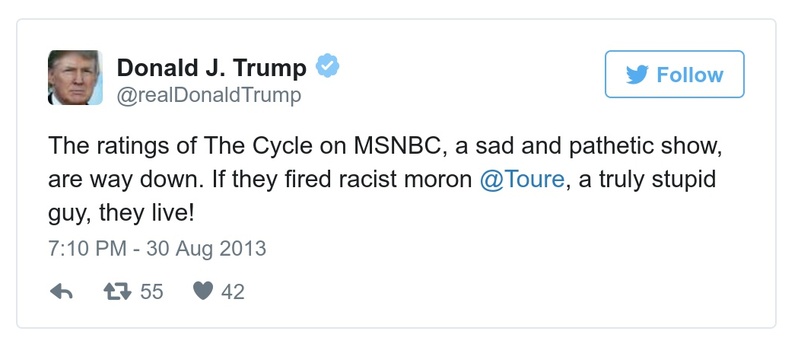 Donald J. Trump
@realDonaldTrump
Follow
The ratings of The Cycle on MSNBC, a sad and pathetic show,
are way down. If they fired racist moron @Toure, a truly stupid
guy, they live!
7:10 PM - 30 Aug 2013
55 42